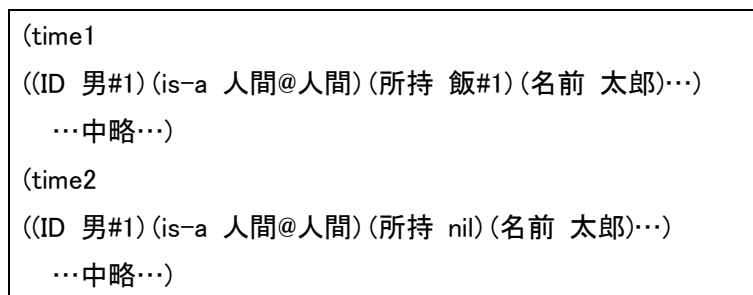 (time1
((ID 男#1)(is-a 人間@人間)(所持 飯#1)(名前 太郎)…)
…中略…)
(time2
((ID 男#1)(is-a 人間@人間)(所持 nil)(名前 太郎)…)
…中略…)